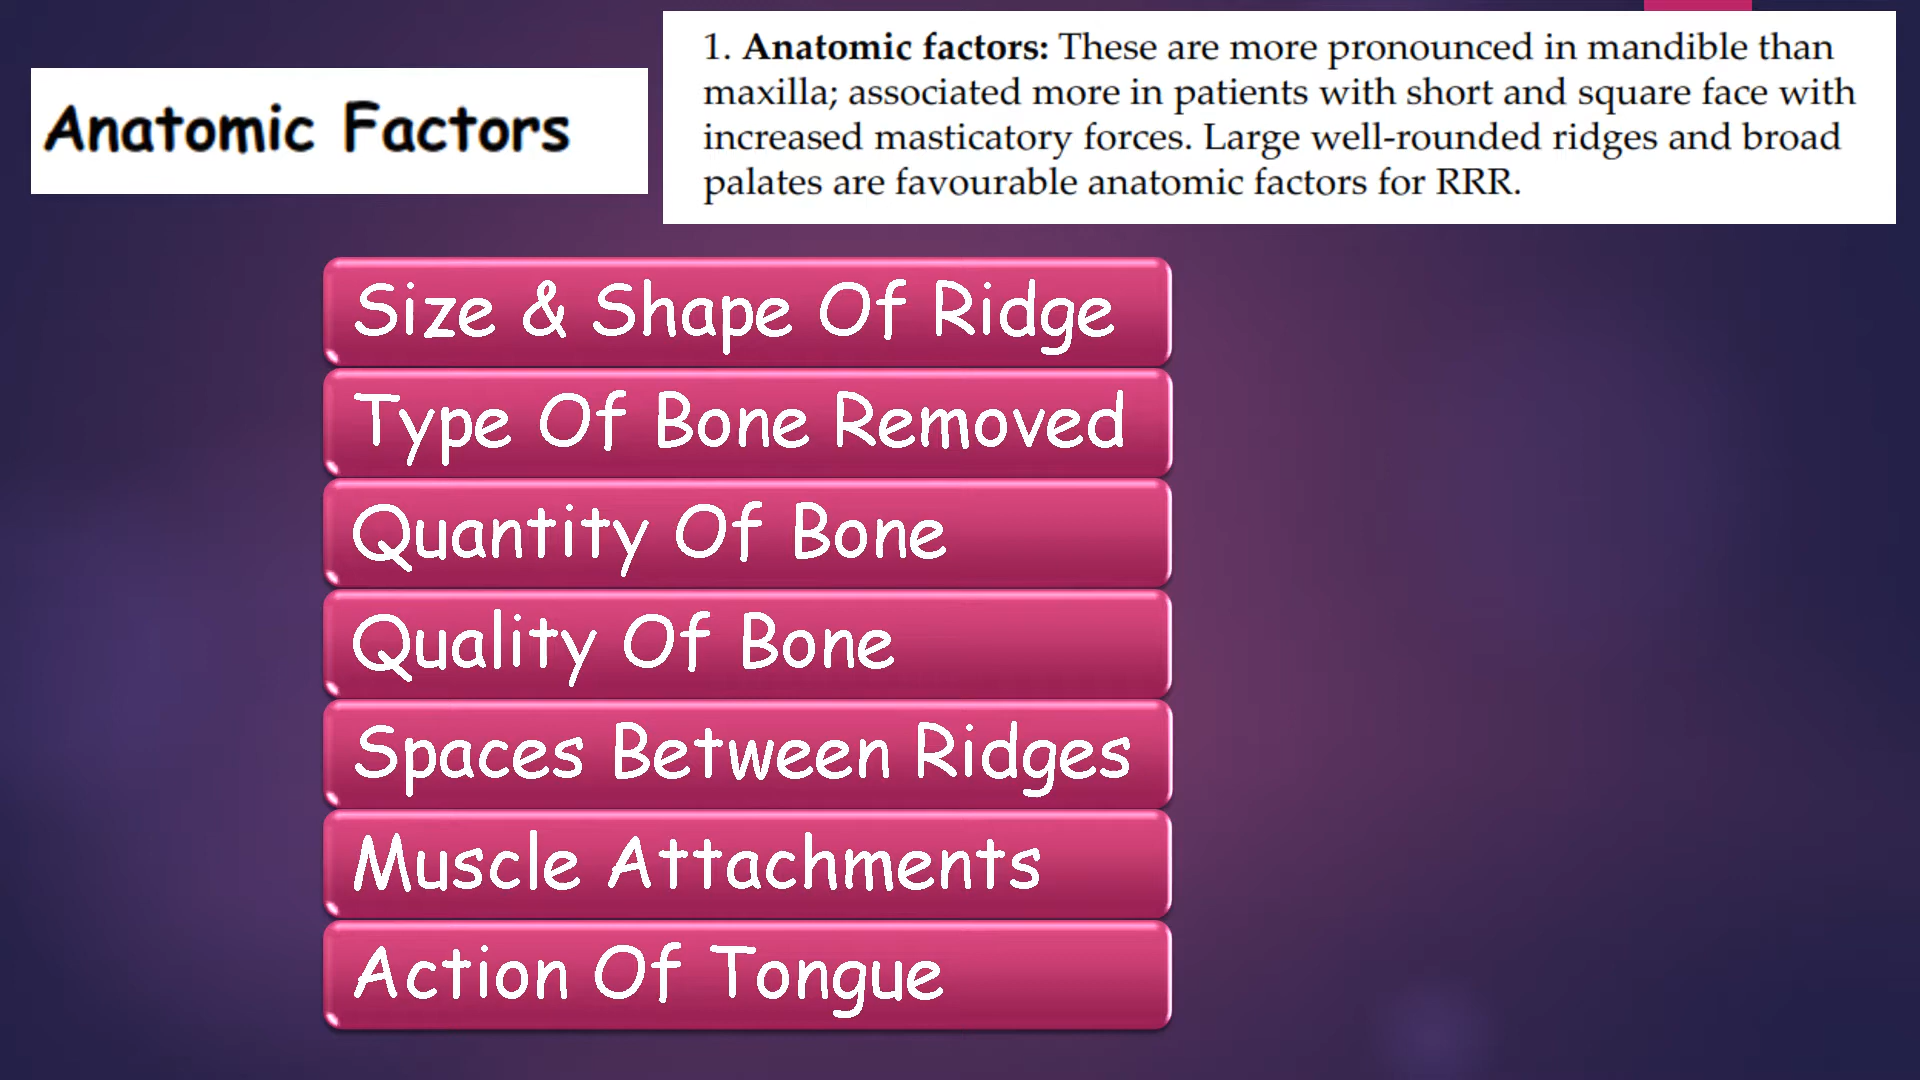 Anatomic Factors
1. Anatomic factors: These are more pronounced in mandible than
maxilla; associated more in patients with short and square face with
increased masticatory forces. Large well-rounded ridges and broad
palates are favourable anatomic factors for RRR.
Size & Shape Of Ridge
Type Of Bone Removed
Quantity Of Bone
Quality Of Bone
Spaces Between Ridges
Muscle Attachments
Action Of Tongue